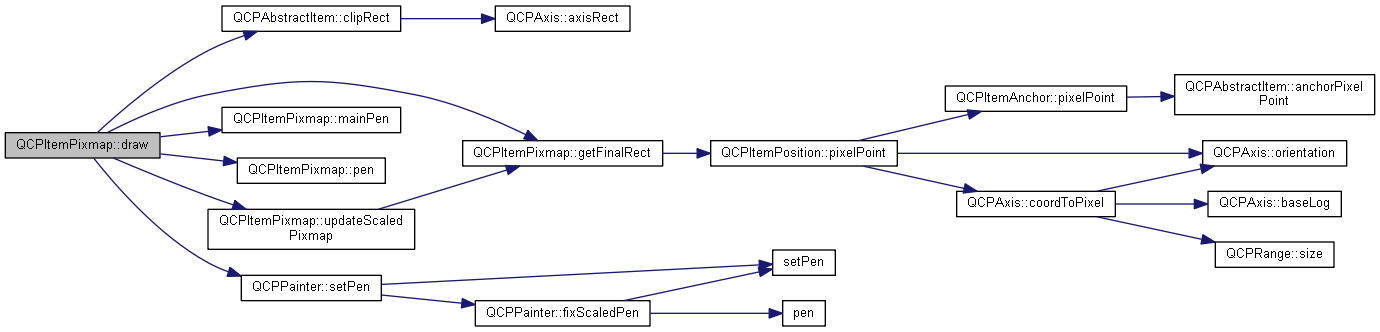 QCPItemPixmap::draw
QCPAbstractItem::clipRect
QCPAxis::axisRect
QCPItemPixmap::mainPen
QCPItemPixmap::pen
QCPItemPixmap::updateScaled
Pixmap
QCPPainter::setPen
QCPItemPixmap::getFinalRect
QCPPainter::fixScaledPen
QCPItemPosition::pixelPoint
setPen
pen
QCPItemAnchor::pixelPoint
QCPAxis::coordToPixel
QCPAbstractItem::anchorPixel
Point
QCPAxis::orientation
QCPAxis::baseLog
QCPRange::size